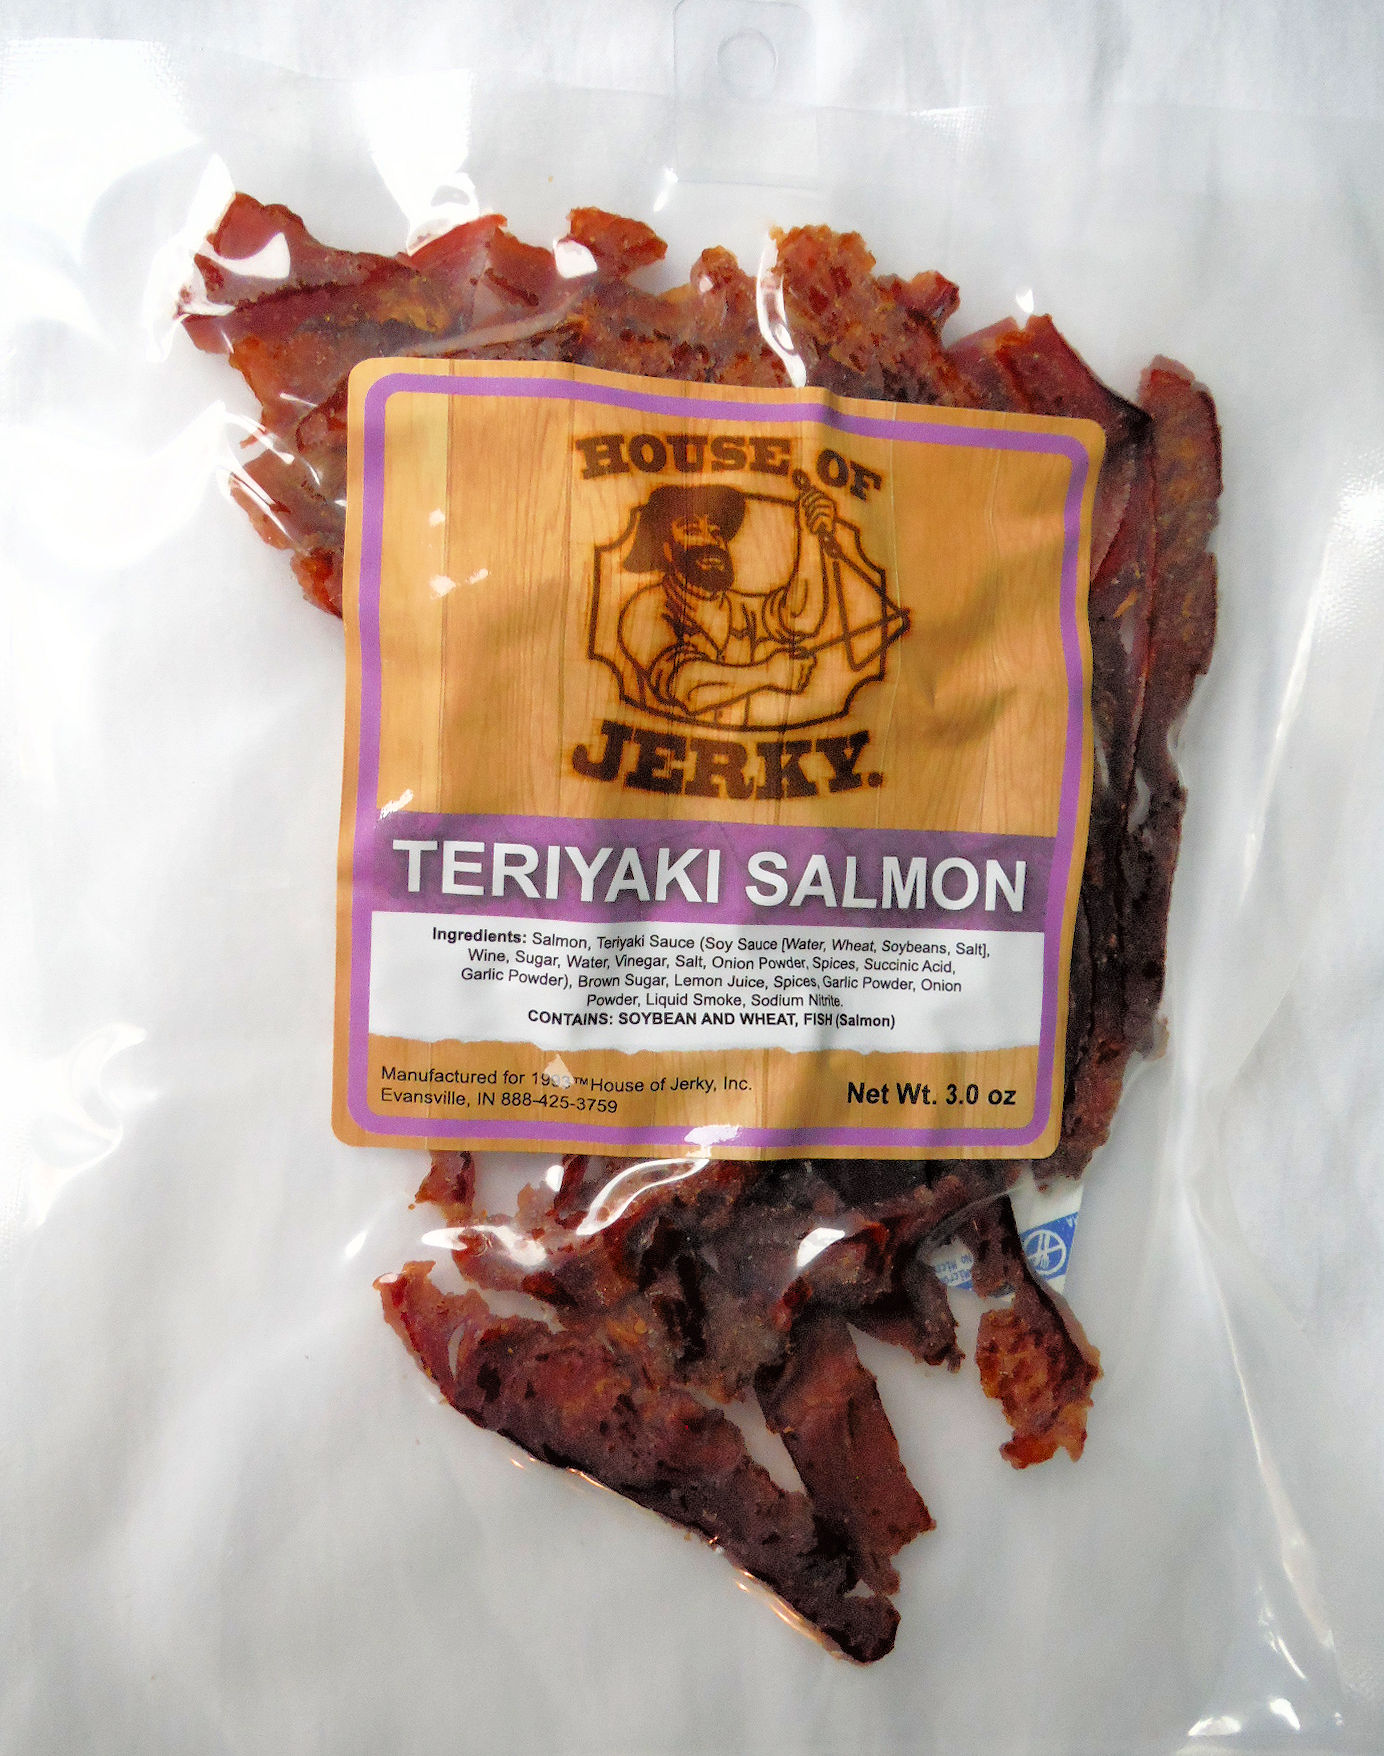 HOUSE OF
JERKY.
TERIYAKI SALMON
Ingredients: Salmon, Teriyaki Sauce (Soy Sauce [Water, Wheat, Soybeans, Salt],
Wine, Sugar, Water, Vinegar, Salt, Onion Powder, Spices, Succinic Acid,
Garlic Powder), Brown Sugar, Lemon Juice, Spices, Garlic Powder, Onion
Powder, Liquid Smoke, Sodium Nitrite.
CONTAINS: SOYBEAN AND WHEAT, FISH (Salmon)
Manufactured for 1993™House of Jerky, Inc.
Evansville, IN 888-425-3759
Net Wt. 3.0 oz